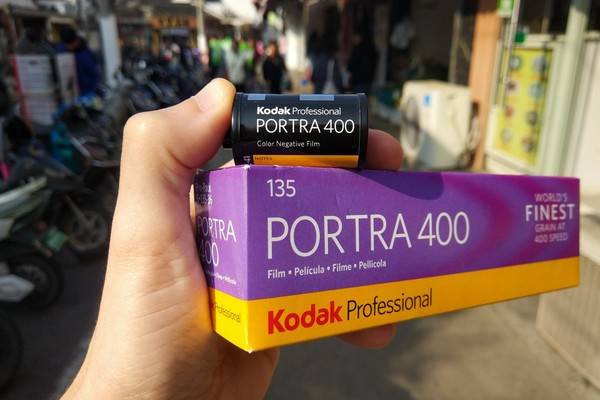 Kodak Professional
PORTRA 400
Color Negative Film
NOTES
135
PORTRA 400
Film • Película • Filme • Pellicola
Kodak Professional
WORLD'S
FINEST
GRAIN AT
400 SPEED
PORTRA
400
Professional